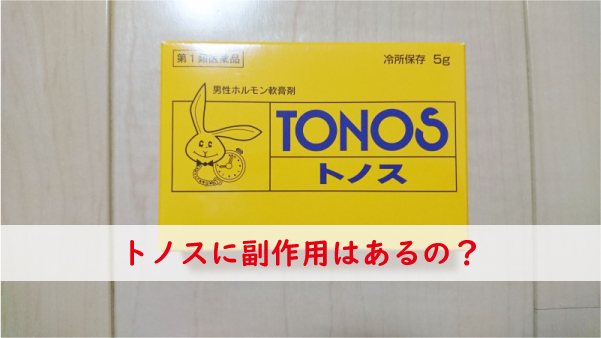 第1類医薬品
冷所保存 5g
男性ホルモン軟膏剤
TONOS
トノス
トノスに副作用はあるの？